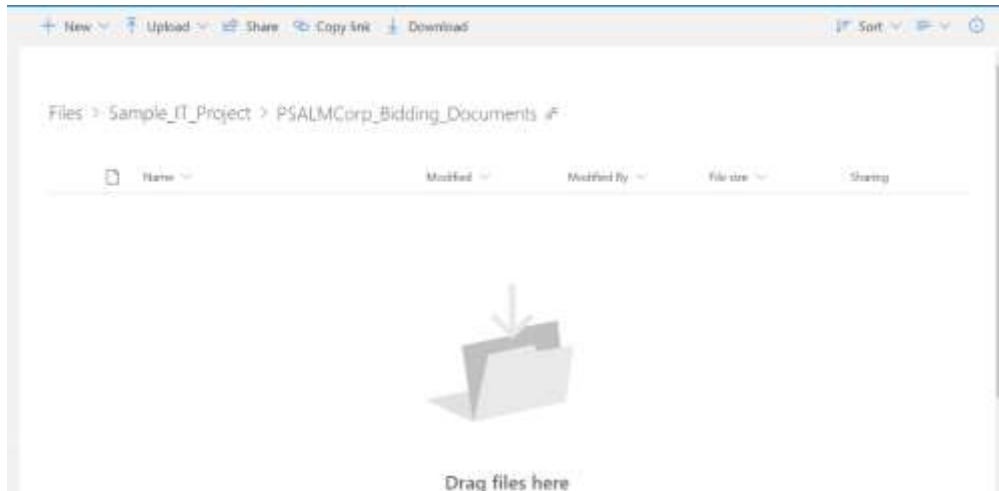 New Upload Share Copy link Download Sort
Files > Sample_IT_Project > PSALMCorp_Bidding_Documents
Name Modified Modified By File size Sharing
Drag files here